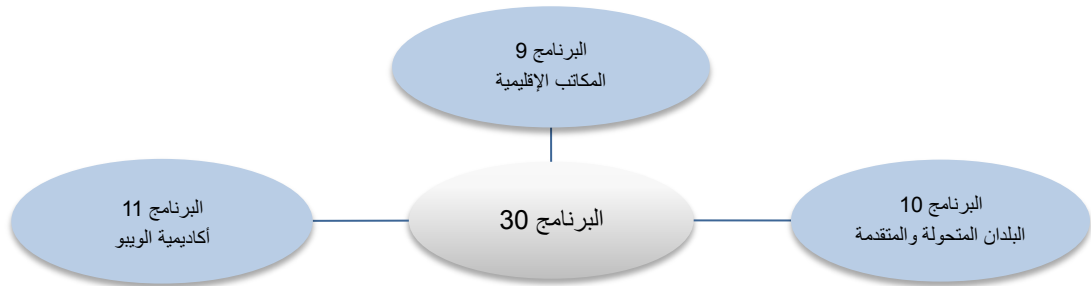 البرنامج 9
المكاتب الإقليمية
البرنامج 10
البلدان المتحولة والمتقدمة
البرنامج 30
البرنامج 11
أكاديمية الويبو